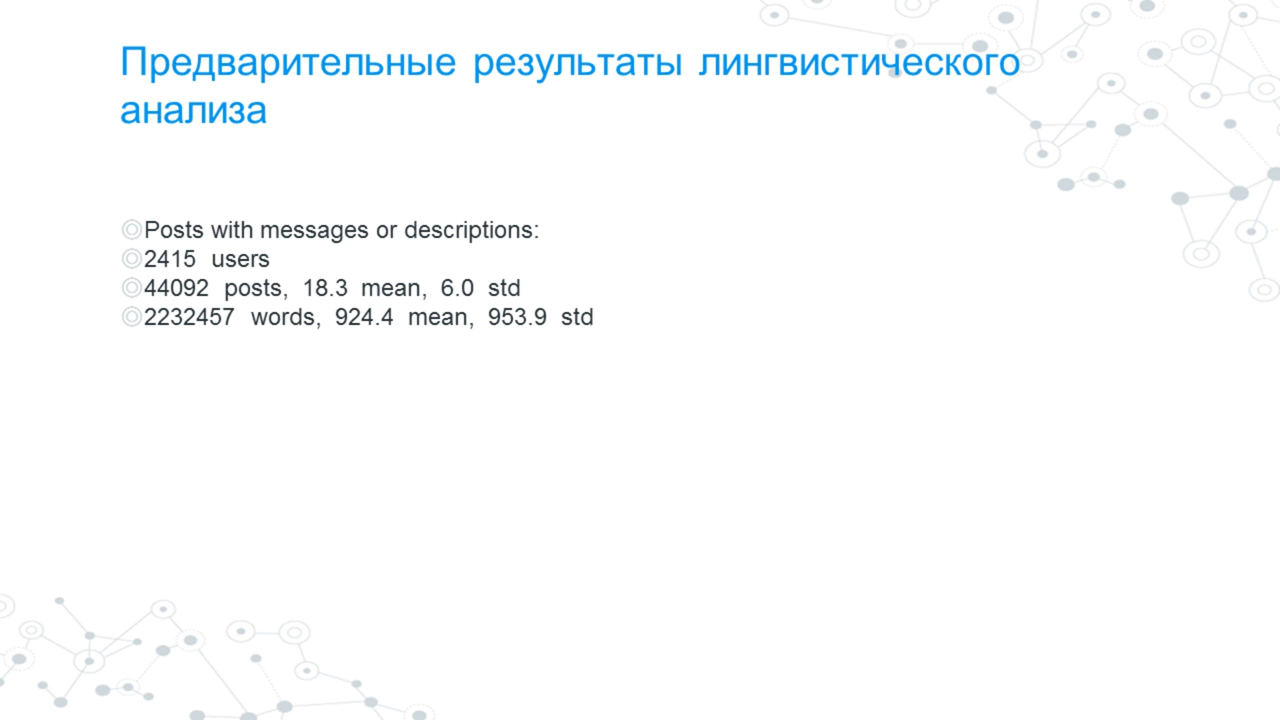 Предварительные результаты лингвистического
анализа
Posts with messages or descriptions:
2415 users
44092 posts, 18.3 mean, 6.0 std
2232457 words, 924.4 mean, 953.9 std